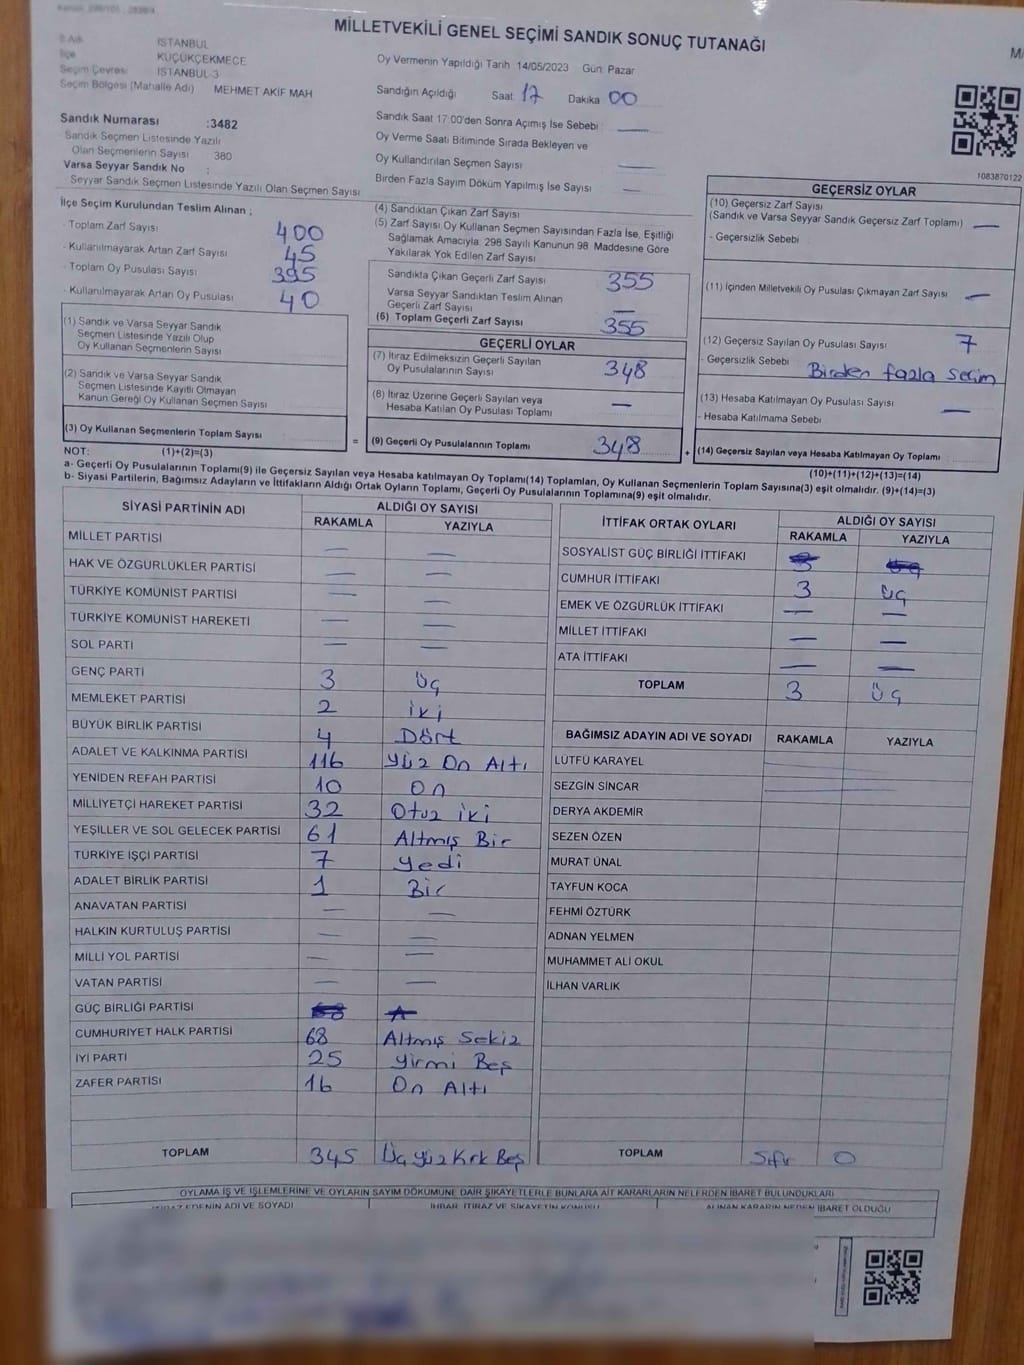 MİLLETVEKİLİ GENEL SEÇİMİ SANDIK SONUÇ TUTANAĞI
İSTANBUL
İlçe KÜÇÜKÇEKMECE
Seçim Çevresi İSTANBUL 3
Seçim Bölgesi (Mahalle Adı) MEHMET AKİF MAH
Oy Vermenin Yapıldığı Tarih: 14/05/2023 Gün: Pazar
Sandığın Açıldığı Saat: 17 Dakika 00
Sandık Saat 17:00'den Sonra Açımış İse Sebebi: —
Oy Verme Saati Bitiminde Sırada Bekleyen ve
Oy Kullandırılan Seçmen Sayısı —
Birden Fazla Sayım Döküm Yapılmış İse Sayısı —
Sandık Numarası :3482
Sandık Seçmen Listesinde Yazılı
Olan Seçmenlerin Sayısı : 380
Varsa Seyyar Sandık No :
Seyyar Sandık Seçmen Listesinde Yazılı Olan Seçmen Sayısı
1083870122
İlçe Seçim Kurulundan Teslim Alınan ;
- Toplam Zarf Sayısı 400
- Kullanılmayarak Artan Zarf Sayısı 45
- Toplam Oy Pusulası Sayısı 395
- Kullanılmayarak Artan Oy Pusulası 40
(1) Sandık ve Varsa Seyyar Sandık
Seçmen Listesinde Yazılı Olup
Oy Kullanan Seçmenlerin Sayısı
(2) Sandık ve Varsa Seyyar Sandık
Seçmen Listesinde Kayıtlı Olmayan
Kanun Gereği Oy Kullanan Seçmen Sayısı
(3) Oy Kullanan Seçmenlerin Toplam Sayısı
(4) Sandıktan Çıkan Zarf Sayısı
(5) Zarf Sayısı Oy Kullanan Seçmen Sayısından Fazla İse, Eşitliği
Sağlamak Amacıyla 298 Sayılı Kanunun 98. Maddesine Göre
Yakılarak Yok Edilen Zarf Sayısı
Sandıkta Çıkan Geçerli Zarf Sayısı 355
Varsa Seyyar Sandıktan Teslim Alınan
Geçerli Zarf Sayısı —
(6) Toplam Geçerli Zarf Sayısı 355
GEÇERLİ OYLAR
(7) İtiraz Edilmeksizin Geçerli Sayılan
Oy Pusulalarının Sayısı 348
(8) İtiraz Üzerine Geçerli Sayılan veya
Hesaba Katılan Oy Pusulası Toplamı —
= (9) Geçerli Oy Pusulalarının Toplamı 348 +
GEÇERSİZ OYLAR
(10) Geçersiz Zarf Sayısı
(Sandık ve Varsa Seyyar Sandık Geçersiz Zarf Toplamı) —
- Geçersizlik Sebebi
(11) İçinden Milletvekili Oy Pusulası Çıkmayan Zarf Sayısı —
(12) Geçersiz Sayılan Oy Pusulası Sayısı 7
- Geçersizlik Sebebi Birden fazla seçim
(13) Hesaba Katılmayan Oy Pusulası Sayısı —
- Hesaba Katılmama Sebebi
(14) Geçersiz Sayılan veya Hesaba Katılmayan Oy Toplamı
NOT: (1)+(2)=(3)
(10)+(11)+(12)+(13)=(14)
a- Geçerli Oy Pusulalarının Toplamı(9) ile Geçersiz Sayılan veya Hesaba katılmayan Oy Toplamı(14) Toplamları, Oy Kullanan Seçmenlerin Toplam Sayısına(3) eşit olmalıdır. (9)+(14)=(3)
b- Siyasi Partilerin, Bağımsız Adayların ve İttifakların Aldığı Ortak Oyların Toplamı, Geçerli Oy Pusulalarının Toplamına(9) eşit olmalıdır.
SİYASİ PARTİNİN ADI ALDIĞI OY SAYISI
RAKAMLA YAZIYLA
MİLLET PARTİSİ — —
HAK VE ÖZGÜRLÜKLER PARTİSİ — —
TÜRKİYE KOMÜNİST PARTİSİ — —
TÜRKİYE KOMÜNİST HAREKETİ — —
SOL PARTİ — —
GENÇ PARTİ 3 Üç
MEMLEKET PARTİSİ 2 iki
BÜYÜK BİRLİK PARTİSİ 4 Dört
ADALET VE KALKINMA PARTİSİ 116 Yüz On Altı
YENİDEN REFAH PARTİSİ 10 On
MİLLİYETÇİ HAREKET PARTİSİ 32 Otuz iki
YEŞİLLER VE SOL GELECEK PARTİSİ 61 Altmış Bir
TÜRKİYE İŞÇİ PARTİSİ 7 Yedi
ADALET BİRLİK PARTİSİ 1 Bir
ANAVATAN PARTİSİ — —
HALKIN KURTULUŞ PARTİSİ — —
MİLLİ YOL PARTİSİ — —
VATAN PARTİSİ — —
GÜÇ BİRLİĞİ PARTİSİ
CUMHURİYET HALK PARTİSİ 68 Altmış Sekiz
İYİ PARTİ 25 Yirmi Beş
ZAFER PARTİSİ 16 On Altı
TOPLAM 345 Üç Yüz Kırk Beş
İTTİFAK ORTAK OYLARI ALDIĞI OY SAYISI
RAKAMLA YAZIYLA
SOSYALİST GÜÇ BİRLİĞİ İTTİFAKI
CUMHUR İTTİFAKI 3 Üç
EMEK VE ÖZGÜRLÜK İTTİFAKI — —
MİLLET İTTİFAKI — —
ATA İTTİFAKI — —
TOPLAM 3 Üç
BAĞIMSIZ ADAYIN ADI VE SOYADI RAKAMLA YAZIYLA
LÜTFÜ KARAYEL
SEZGİN SİNCAR
DERYA AKDEMİR
SEZEN ÖZEN
MURAT ÜNAL
TAYFUN KOCA
FEHMİ ÖZTÜRK
ADNAN YELMEN
MUHAMMET ALİ OKUL
İLHAN VARLIK
TOPLAM Sıfır 0
OYLAMA İŞ VE İŞLEMLERİNE VE OYLARIN SAYIM DÖKÜMÜNE DAİR ŞİKAYETLERLE BUNLARA AİT KARARLARIN NELERDEN İBARET BULUNDUKLARI
İTİRAZ EDENİN ADI VE SOYADI İHBAR, İTİRAZ VE ŞİKAYETİN KONUSU ALINAN KARARIN NEDEN İBARET OLDUĞU